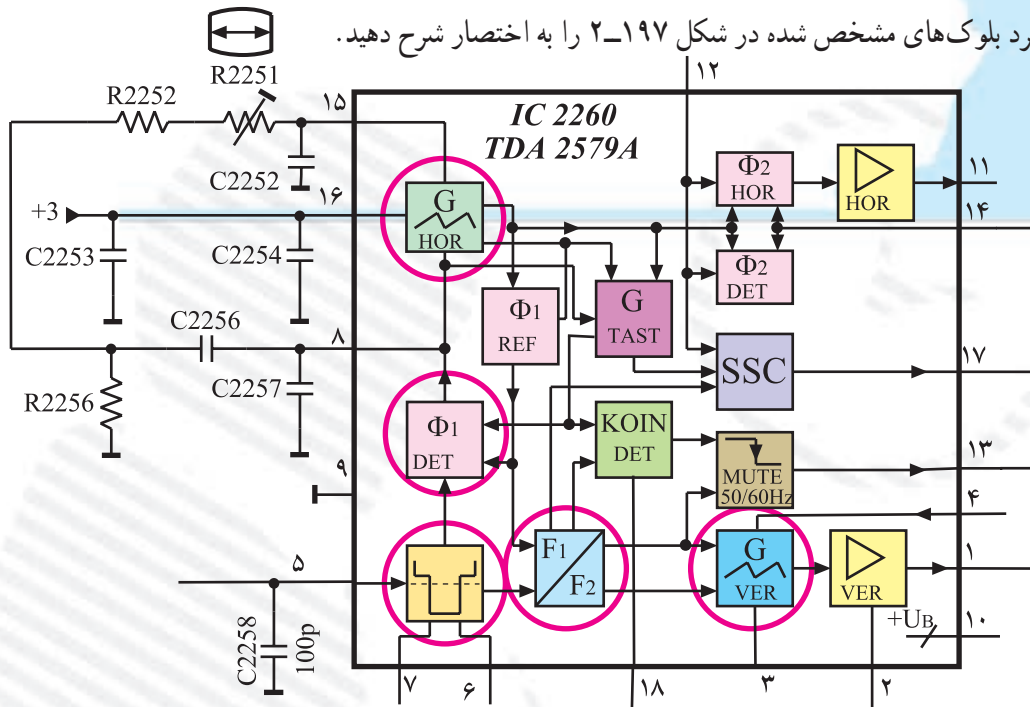 رد بلوک‌های مشخص شده در شکل ۱۹۷ـ۲ را به اختصار شرح دهید.
۱۲
R2251
R2252
۱۵
IC 2260
TDA 2579A
C2252
Φ2
HOR
HOR
۱۱
۱۶
+3
G
HOR
۱۴
C2253
C2254
Φ2
DET
G
TAST
Φ1
REF
C2256
۸
SSC
۱۷
R2256
C2257
Φ1
DET
KOIN
DET
MUTE
50/60Hz
۱۳
۹
۴
۵
F1
F2
G
VER
VER
۱
+UB
۱۰
C2258
100p
۷
۶
۱۸
۳
۲